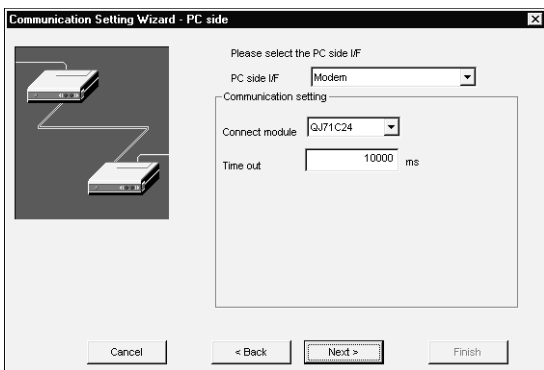 Communication Setting Wizard - PC side
Please select the PC side I/F
PC side I/F Modem
Communication setting
Connect module QJ71C24
Time out 10000 ms
Cancel < Back Next > Finish